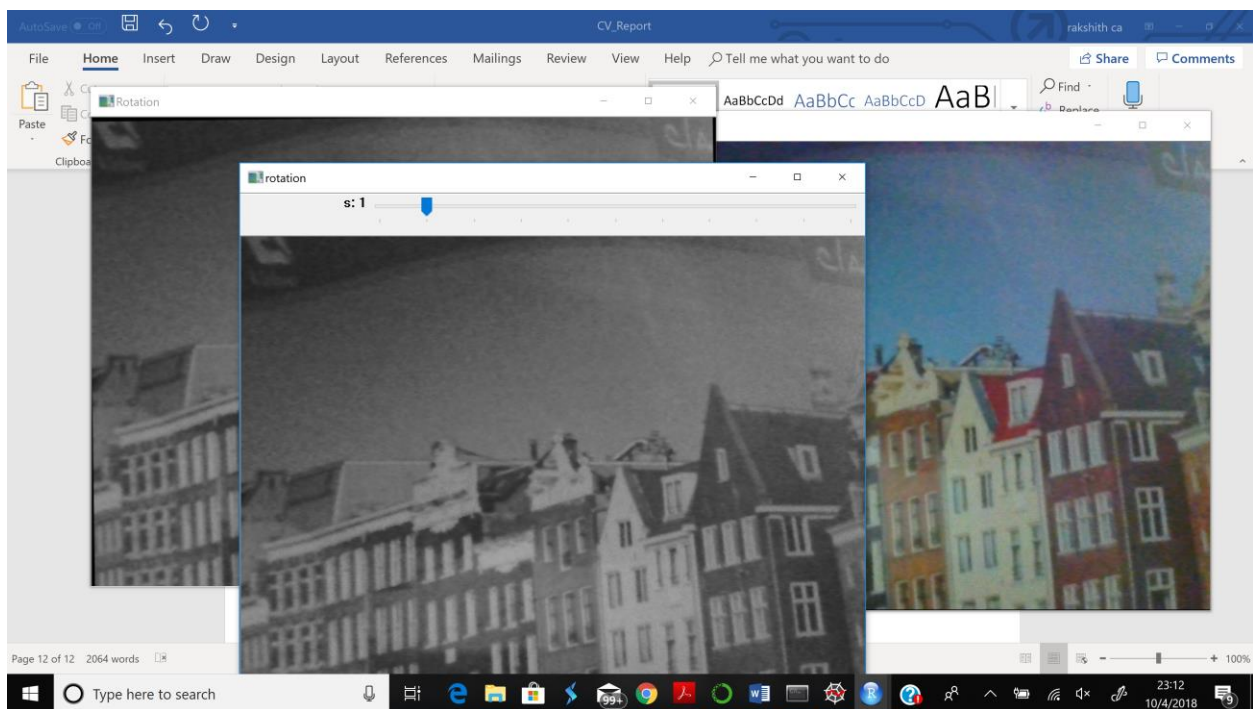 AutoSave Off CV_Report rakshith ca
File Home Insert Draw Design Layout References Mailings Review View Help Tell me what you want to do Share Comments
Paste AaBbCcDd AaBbCc AaBbCcD AaB Find
Replace
Clipboa
Rotation
rotation
s: 1
Page 12 of 12 2064 words 100%
Type here to search 99+ 23:12
10/4/2018 9